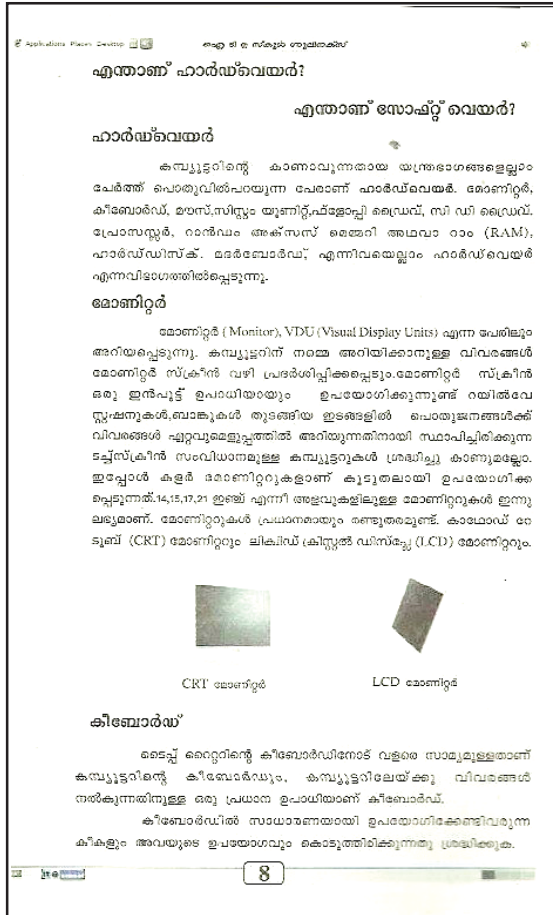 Applications Places Desktop ഐ ടി @ സ്കൂൾ ഗ്നൂലിനക്സ്
എന്താണ് ഹാർഡ്‌വെയർ?
എന്താണ് സോഫ്റ്റ് വെയർ?
ഹാർഡ്‌വെയർ
കമ്പ്യൂട്ടറിന്റെ കാണാവുന്നതായ യന്ത്രഭാഗങ്ങളെല്ലാം
ചേർത്ത് പൊതുവിൽപറയുന്ന പേരാണ് ഹാർഡ്‌വെയർ. മോണിറ്റർ,
കീബോർഡ്, മൗസ്,സിസ്റ്റം യൂണിറ്റ്,ഫ്ളോപ്പി ഡ്രൈവ്, സി ഡി ഡ്രൈവ്.
പ്രോസസ്സർ, റാൻഡം അക്സസ് മെമ്മറി അഥവാ റാം (RAM),
ഹാർഡ്ഡിസ്ക്. മദർബോർഡ്, എന്നിവയെല്ലാം ഹാർഡ്‌വെയർ
എന്നവിഭാഗത്തിൽപ്പെടുന്നു.
മോണിറ്റർ
മോണിറ്റർ (Monitor), VDU (Visual Display Units) എന്ന പേരിലും
അറിയപ്പെടുന്നു. കമ്പ്യൂട്ടറിന് നമ്മെ അറിയിക്കാനുള്ള വിവരങ്ങൾ
മോണിറ്റർ സ്ക്രീൻ വഴി പ്രദർശിപ്പിക്കപ്പെടും.മോണിറ്റർ സ്ക്രീൻ
ഒരു ഇൻപുട്ട് ഉപാധിയായും ഉപയോഗിക്കുന്നുണ്ട് റയിൽവേ
സ്റ്റഷനുകൾ,ബാങ്കുകൾ തുടങ്ങിയ ഇടങ്ങളിൽ പൊതുജനങ്ങൾക്ക്
വിവരങ്ങൾ ഏറ്റവുമെളുപ്പത്തിൽ അറിയുന്നതിനായി സ്ഥാപിച്ചിരിക്കുന്ന
ടച്ച്സ്ക്രീൻ സംവിധാനമുള്ള കമ്പ്യൂട്ടറുകൾ ശ്രദ്ധിച്ചു കാണുമല്ലോ.
ഇപ്പോൾ കളർ മോണിറ്ററുകളാണ് കൂടുതലായി ഉപയോഗിക്ക
പ്പെടുന്നത്.14,15,17,21 ഇഞ്ച് എന്നീ അളവുകളിലുള്ള മോണിറ്ററുകൾ ഇന്നു
ലഭ്യമാണ്. മോണിറ്ററുകൾ പ്രധാനമായും രണ്ടുതരമുണ്ട്. കാഥോഡ് റേ
ടൂബ് (CRT) മോണിറ്ററും ലിക്വിഡ് ക്രിസ്റ്റൽ ഡിസ്പ്ലേ (LCD) മോണിറ്ററും.
CRT മോണിറ്റർ LCD മോണിറ്റർ
കീബോർഡ്
ടൈപ്പ് റൈറ്ററിന്റെ കീബോർഡിനോട് വളരെ സാമ്യമുള്ളതാണ്
കമ്പ്യൂട്ടറിന്റെ കീബോർഡും, കമ്പ്യൂട്ടറിലേയ്ക്കു വിവരങ്ങൾ
നൽകുന്നതിനുള്ള ഒരു പ്രധാന ഉപാധിയാണ് കീബോർഡ്.
കീബോർഡിൽ സാധാരണയായി ഉപയോഗിക്കേണ്ടിവരുന്ന
കീകളും അവയുടെ ഉപയോഗവും കൊടുത്തിരിക്കുന്നതു ശ്രദ്ധിക്കുക.
8